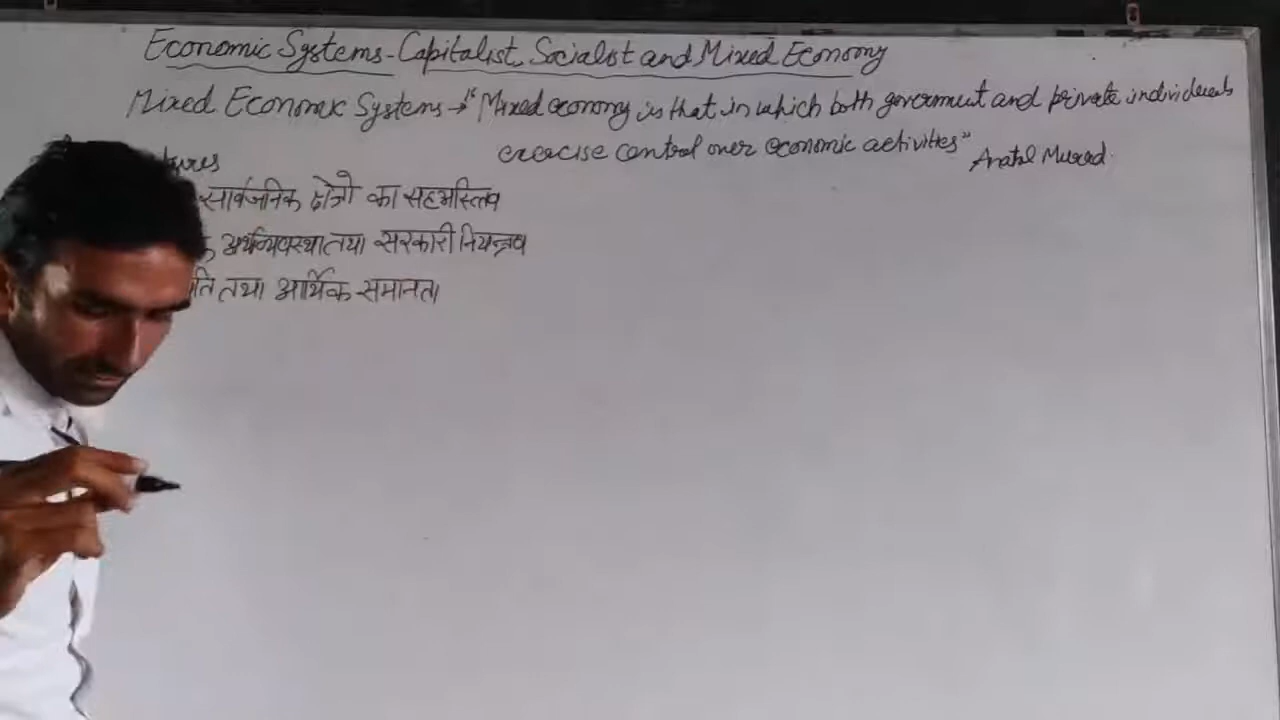 Economic Systems - Capitalist, Socialist and Mixed Economy
Mixed Economic Systems → "Mixed economy is that in which both government and private individuals
exercise control over economic activities" Anatol Murad.
सार्वजनिक क्षेत्रो का सहअस्तित्व
अर्थव्यवस्था तथा सरकारी नियन्त्रण
तथा आर्थिक समानता